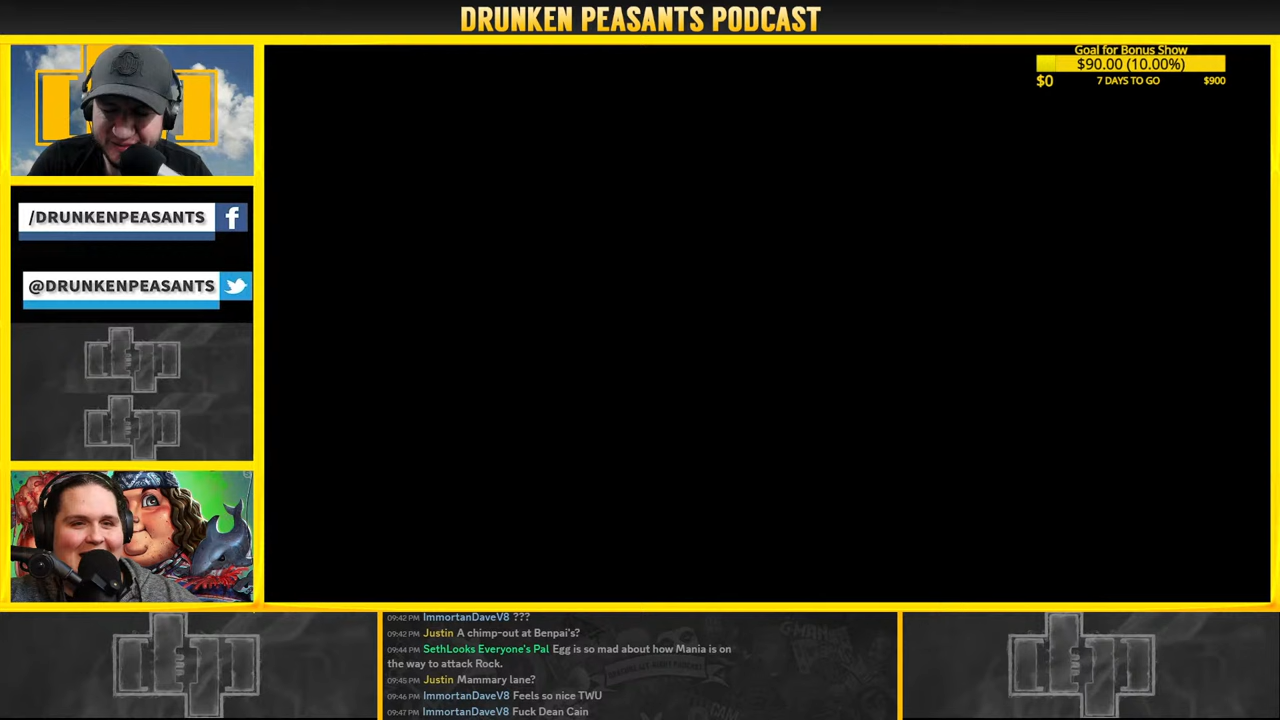 DRUNKEN PEASANTS PODCAST
Goal for Bonus Show
$90.00 (10.00%)
$0 7 DAYS TO GO $900
/DRUNKENPEASANTS f
@DRUNKENPEASANTS
09:42 PM ImmortanDaveV8 ???
09:42 PM Justin A chimp-out at Benpai's?
09:44 PM SethLooks Everyone's Pal Egg is so mad about how Mania is on
the way to attack Rock.
09:45 PM Justin Mammary lane?
09:46 PM ImmortanDaveV8 Feels so nice TWU
09:47 PM ImmortanDaveV8 Fuck Dean Cain